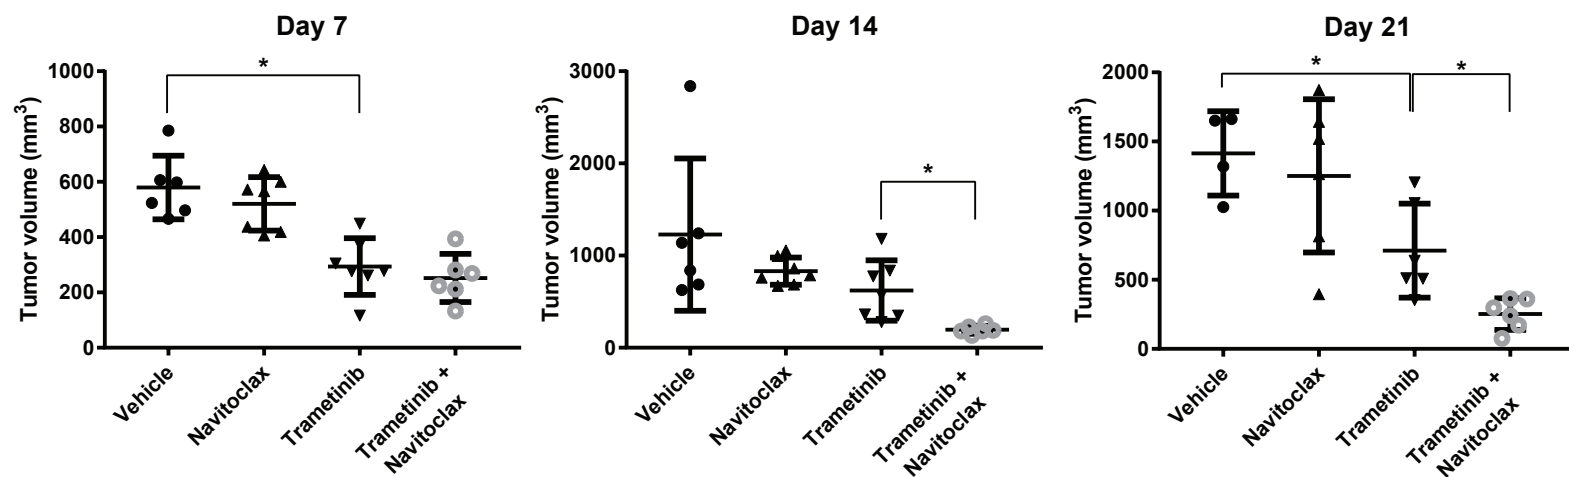 Day 7
Tumor volume (mm³)
1000
800
600
400
200
0
*
Vehicle
Navitoclax
Trametinib
Trametinib +
Navitoclax
Day 14
Tumor volume (mm³)
3000
2000
1000
0
*
Vehicle
Navitoclax
Trametinib
Trametinib +
Navitoclax
Day 21
Tumor volume (mm³)
2000
1500
1000
500
0
*
*
Vehicle
Navitoclax
Trametinib
Trametinib +
Navitoclax